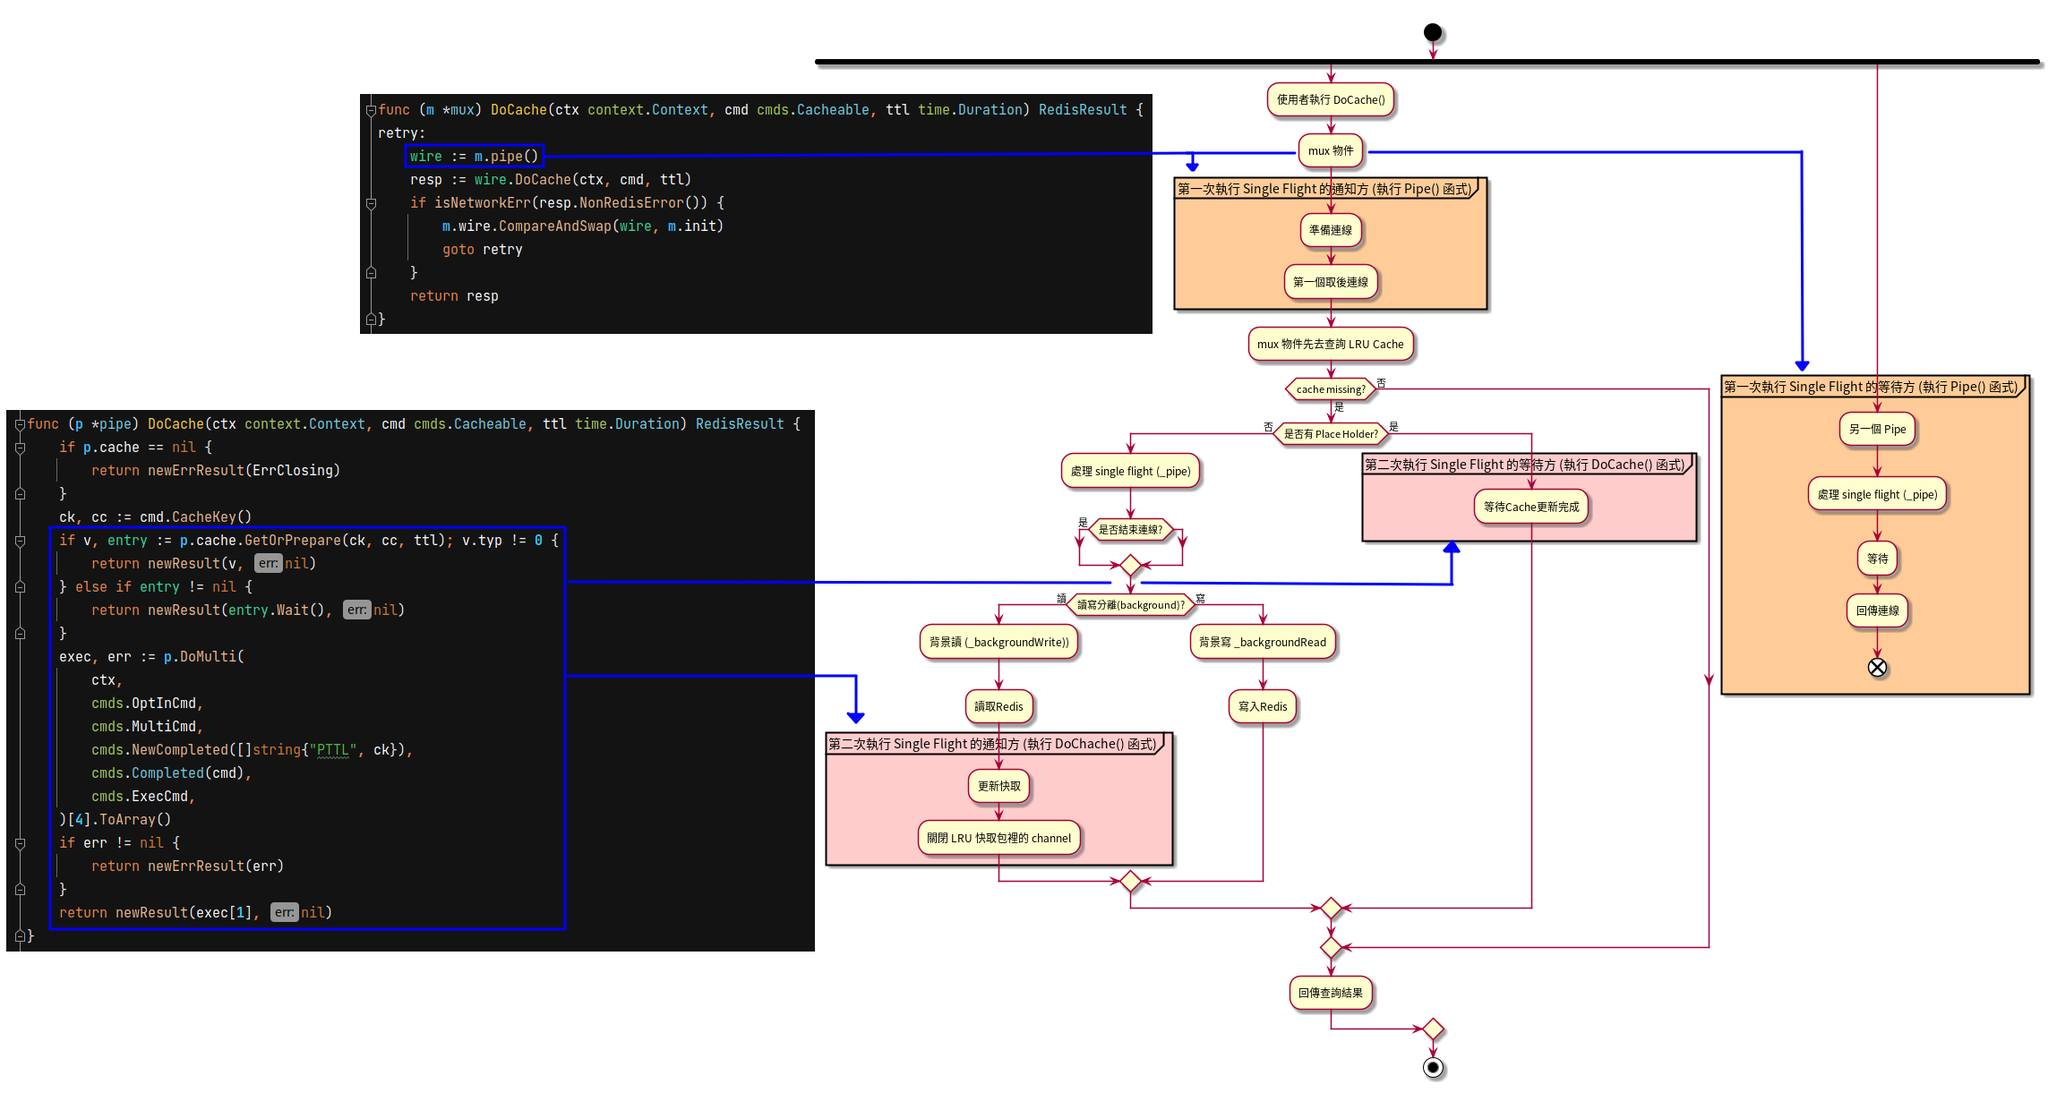 func (m *mux) DoCache(ctx context.Context, cmd cmds.Cacheable, ttl time.Duration) RedisResult {
retry:
wire := m.pipe()
resp := wire.DoCache(ctx, cmd, ttl)
if isNetworkErr(resp.NonRedisError()) {
m.wire.CompareAndSwap(wire, m.init)
goto retry
}
return resp
}
func (p *pipe) DoCache(ctx context.Context, cmd cmds.Cacheable, ttl time.Duration) RedisResult {
if p.cache == nil {
return newErrResult(ErrClosing)
}
ck, cc := cmd.CacheKey()
if v, entry := p.cache.GetOrPrepare(ck, cc, ttl); v.typ != 0 {
return newResult(v, err: nil)
} else if entry != nil {
return newResult(entry.Wait(), err: nil)
}
exec, err := p.DoMulti(
ctx,
cmds.OptInCmd,
cmds.MultiCmd,
cmds.NewCompleted([]string{"PTTL", ck}),
cmds.Completed(cmd),
cmds.ExecCmd,
)[4].ToArray()
if err != nil {
return newErrResult(err)
}
return newResult(exec[1], err: nil)
}
使用者執行 DoCache()
mux 物件
第一次執行 Single Flight 的通知方 (執行 Pipe() 函式)
準備連線
第一個取後連線
mux 物件先去查詢 LRU Cache
cache missing?
否
是
是否有 Place Holder?
否
是
處理 single flight (_pipe)
是否結束連線?
是
讀寫分離(background)?
讀
寫
背景讀 (_backgroundWrite))
背景寫 _backgroundRead
讀取Redis
寫入Redis
第二次執行 Single Flight 的通知方 (執行 DoChache() 函式)
更新快取
關閉 LRU 快取包裡的 channel
第二次執行 Single Flight 的等待方 (執行 DoCache() 函式)
等待Cache更新完成
第一次執行 Single Flight 的等待方 (執行 Pipe() 函式)
另一個 Pipe
處理 single flight (_pipe)
等待
回傳連線
回傳查詢結果